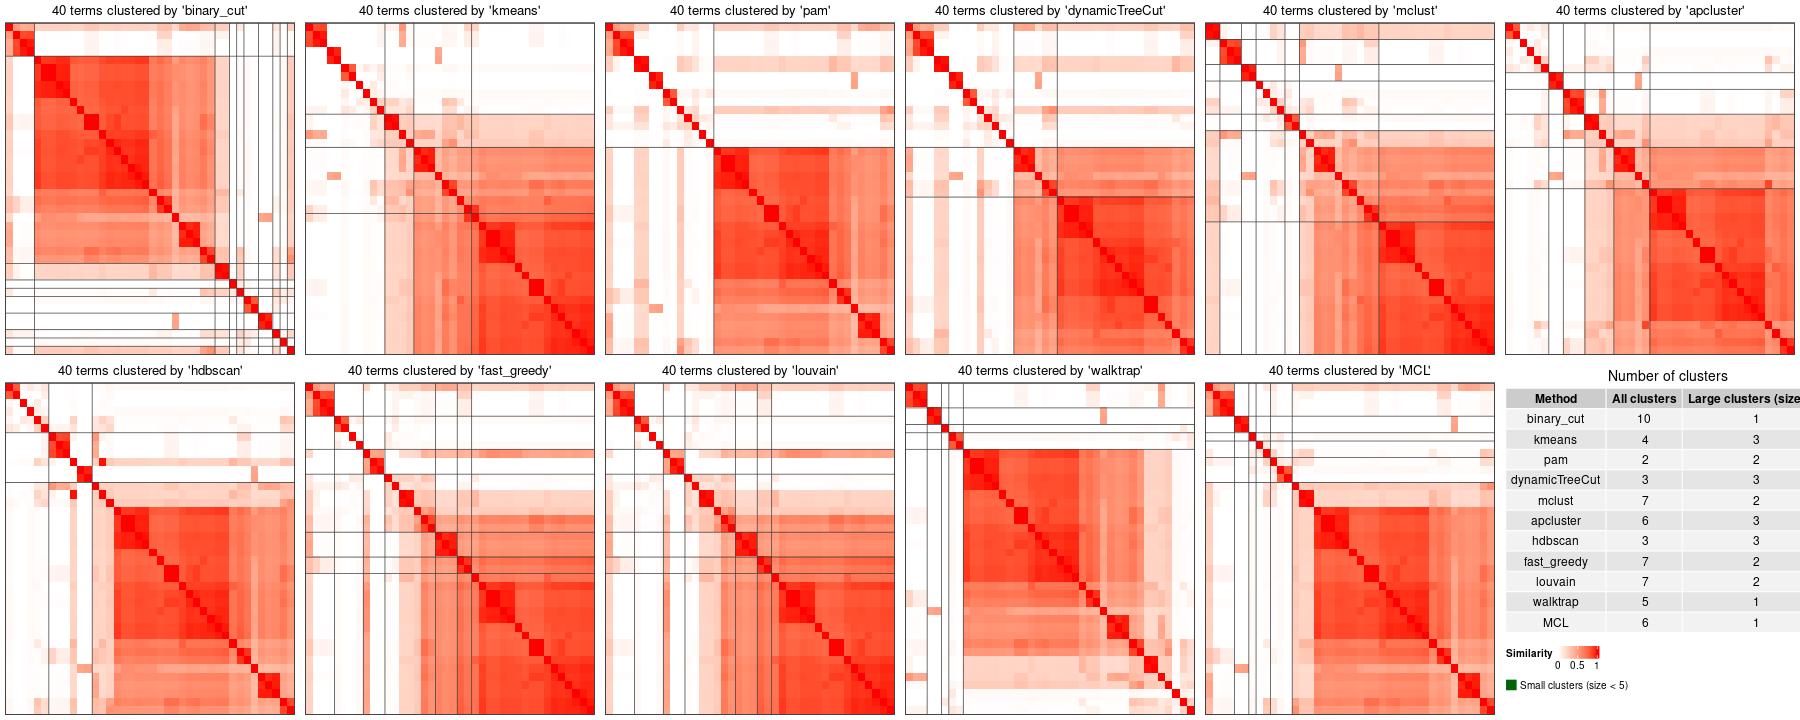 40 terms clustered by 'binary_cut'
40 terms clustered by 'kmeans'
40 terms clustered by 'pam'
40 terms clustered by 'dynamicTreeCut'
40 terms clustered by 'mclust'
40 terms clustered by 'apcluster'
40 terms clustered by 'hdbscan'
40 terms clustered by 'fast_greedy'
40 terms clustered by 'louvain'
40 terms clustered by 'walktrap'
40 terms clustered by 'MCL'
Number of clusters
Method All clusters Large clusters (size
binary_cut 10 1
kmeans 4 3
pam 2 2
dynamicTreeCut 3 3
mclust 7 2
apcluster 6 3
hdbscan 3 3
fast_greedy 7 2
louvain 7 2
walktrap 5 1
MCL 6 1
Similarity
0 0.5 1
Small clusters (size < 5)